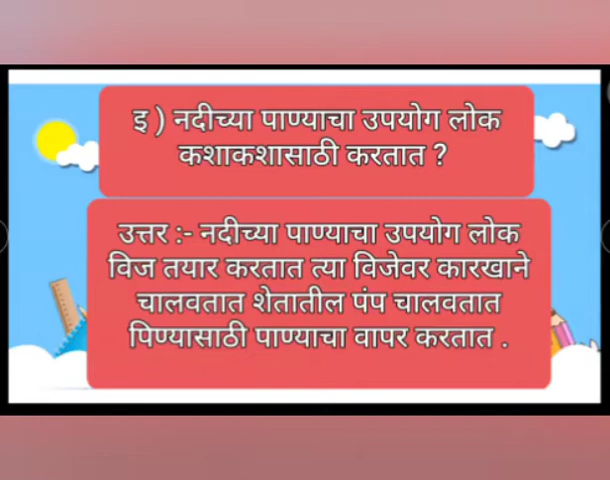 इ ) नदीच्या पाण्याचा उपयोग लोक
कशाकशासाठी करतात ?
उत्तर :- नदीच्या पाण्याचा उपयोग लोक
विज तयार करतात त्या विजेवर कारखाने
चालवतात शेतातील पंप चालवतात
पिण्यासाठी पाण्याचा वापर करतात .